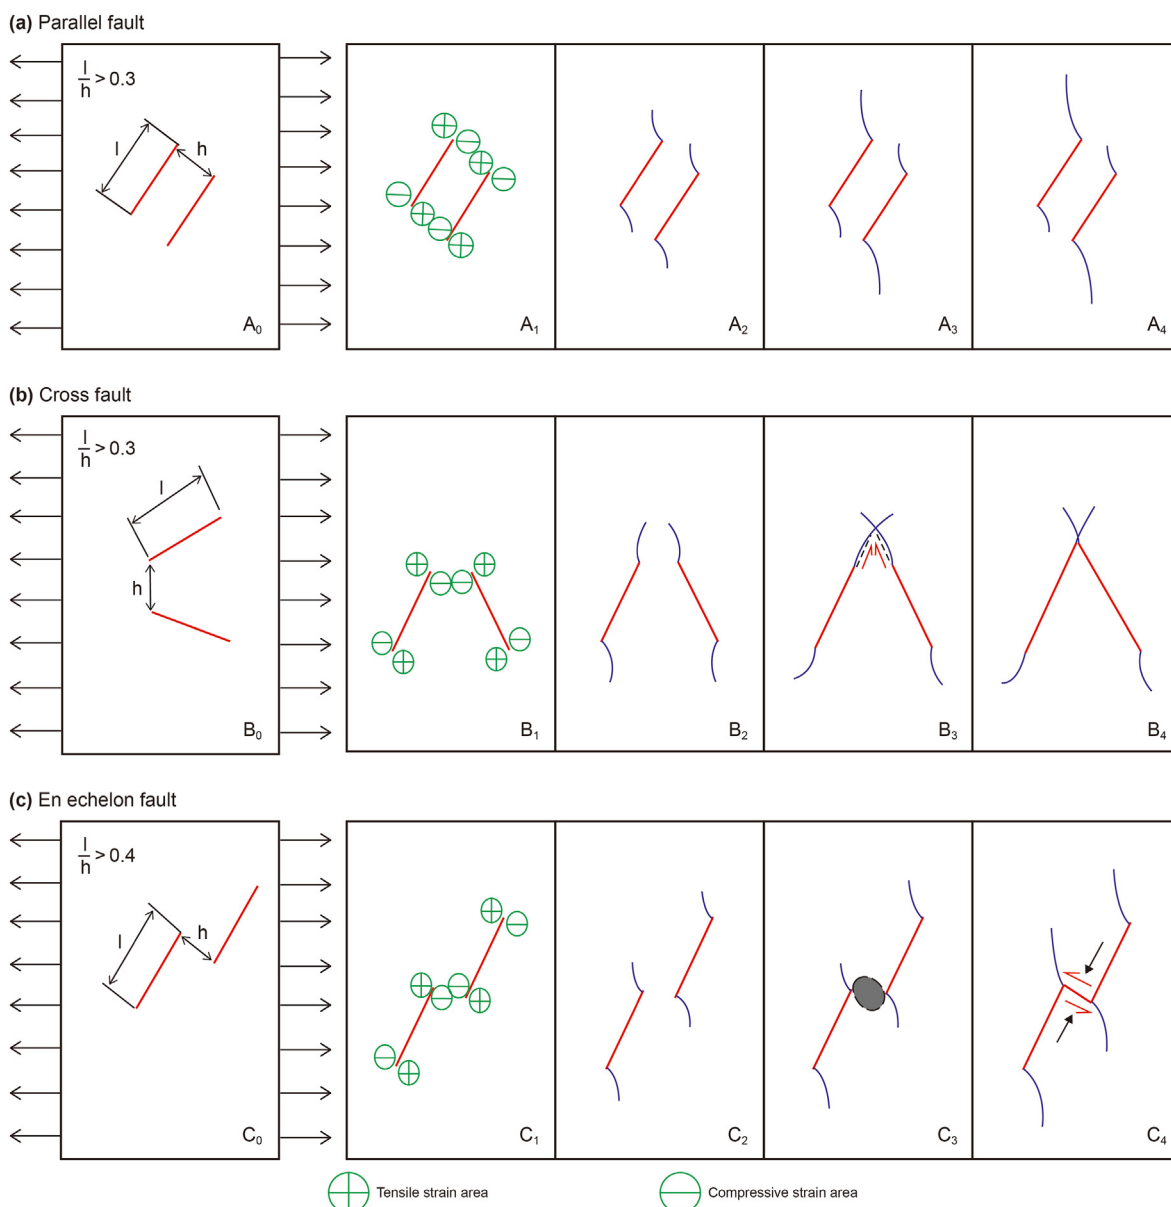 (a) Parallel fault
l
h
> 0.3
l
h
A₀
A₁
A₂
A₃
A₄
(b) Cross fault
l
h
> 0.3
l
h
B₀
B₁
B₂
B₃
B₄
(c) En echelon fault
l
h
> 0.4
l
h
C₀
C₁
C₂
C₃
C₄
Tensile strain area
Compressive strain area